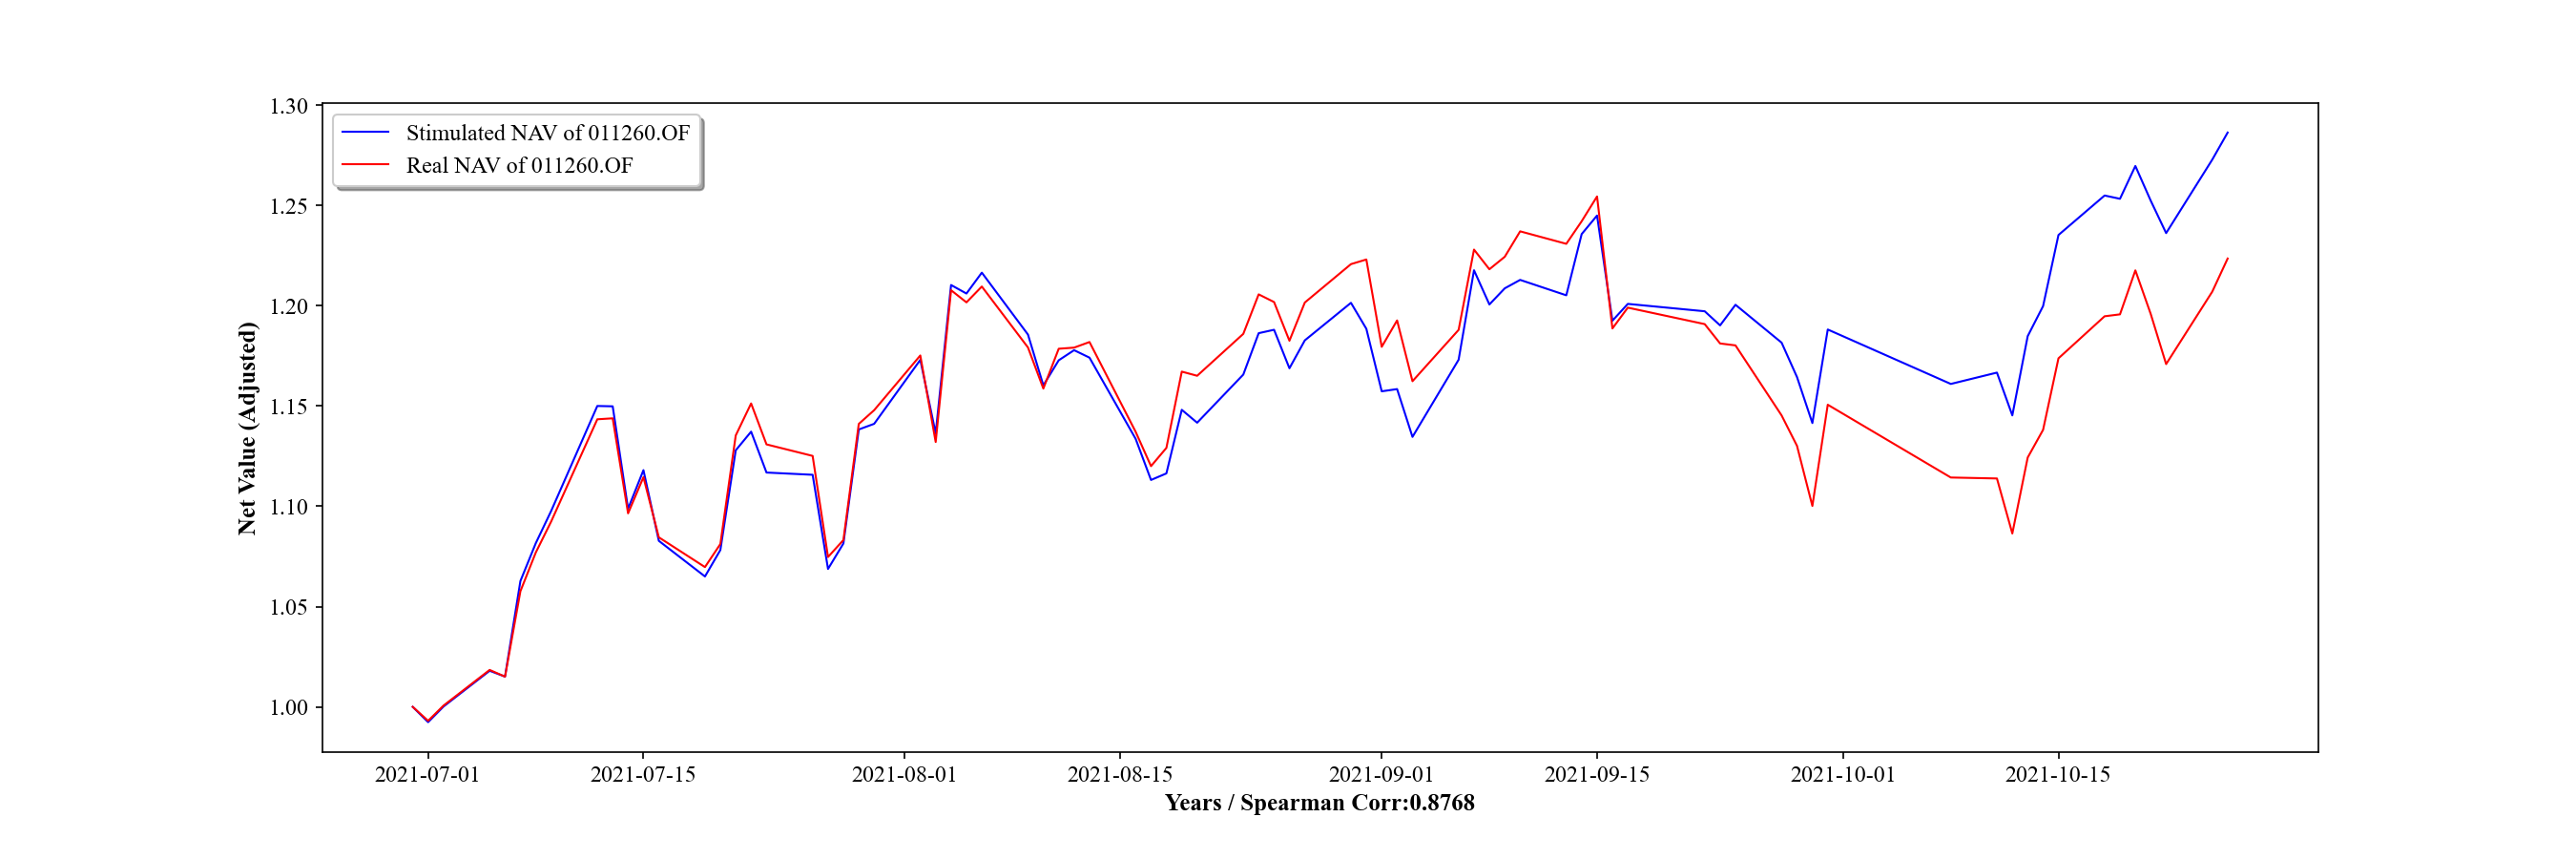 1.30
1.25
1.20
1.15
1.10
1.05
1.00
Net Value (Adjusted)
Stimulated NAV of 011260.OF
Real NAV of 011260.OF
2021-07-01 2021-07-15 2021-08-01 2021-08-15 2021-09-01 2021-09-15 2021-10-01 2021-10-15
Years / Spearman Corr:0.8768